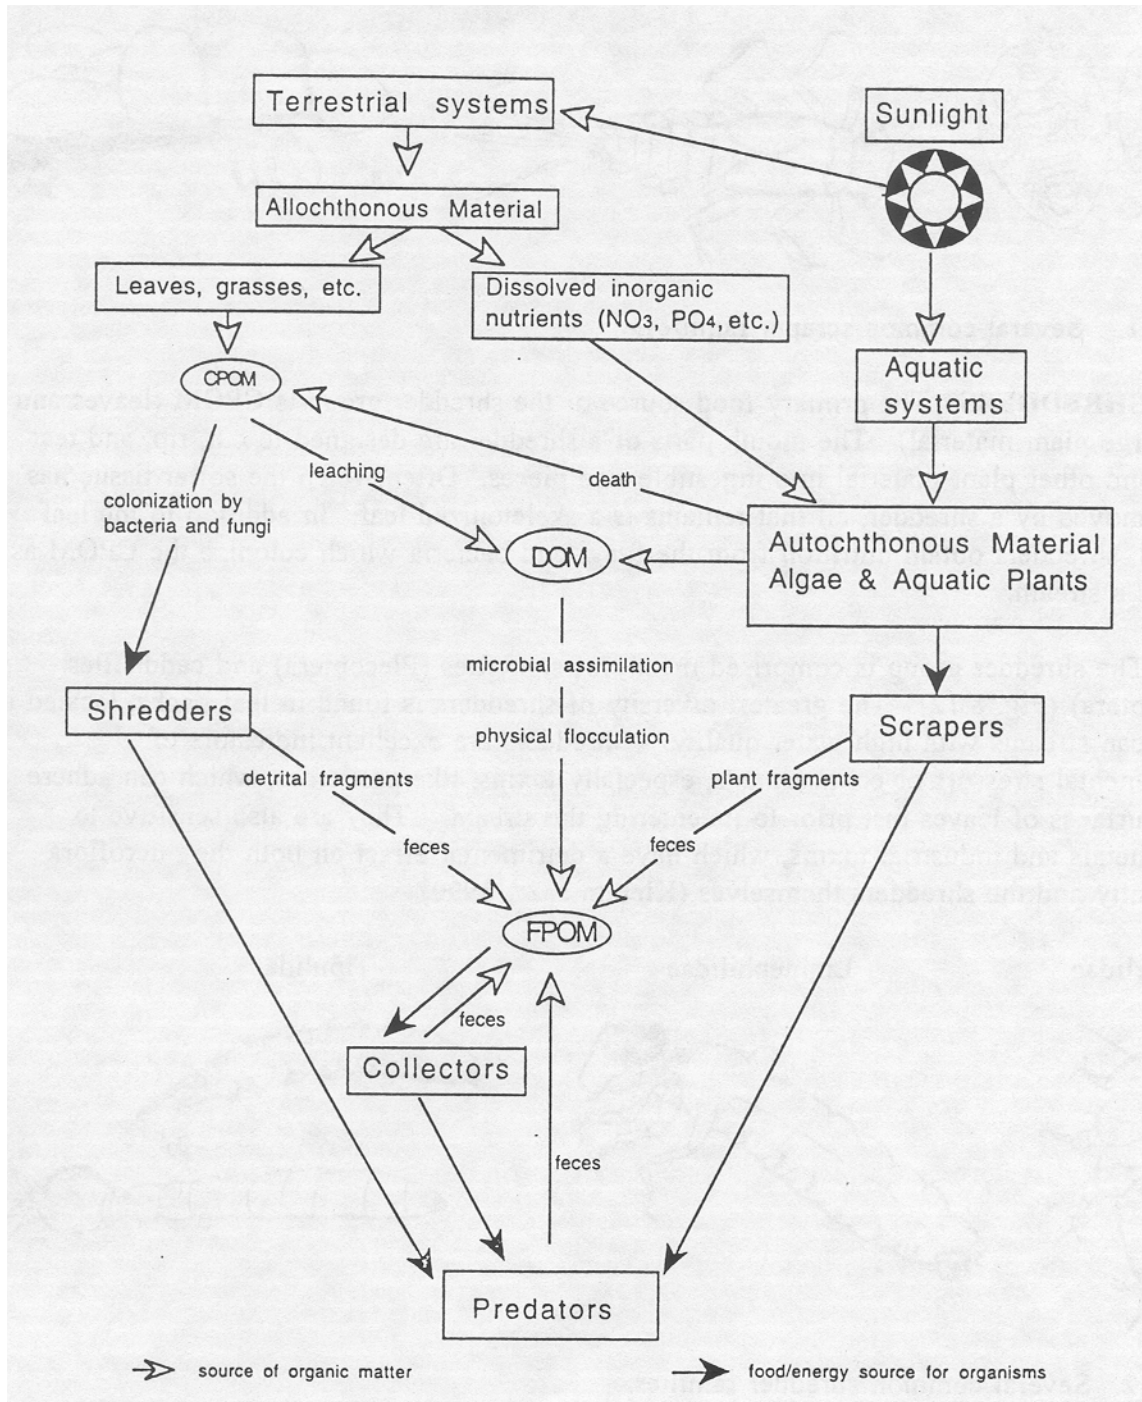 Terrestrial systems
Sunlight
Allochthonous Material
Leaves, grasses, etc.
Dissolved inorganic
nutrients (NO3, PO4, etc.)
CPOM
Aquatic
systems
leaching
death
colonization by
bacteria and fungi
DOM
Autochthonous Material
Algae & Aquatic Plants
microbial assimilation
Shredders
Scrapers
physical flocculation
detrital fragments
plant fragments
feces
feces
FPOM
feces
Collectors
feces
Predators
source of organic matter
food/energy source for organisms